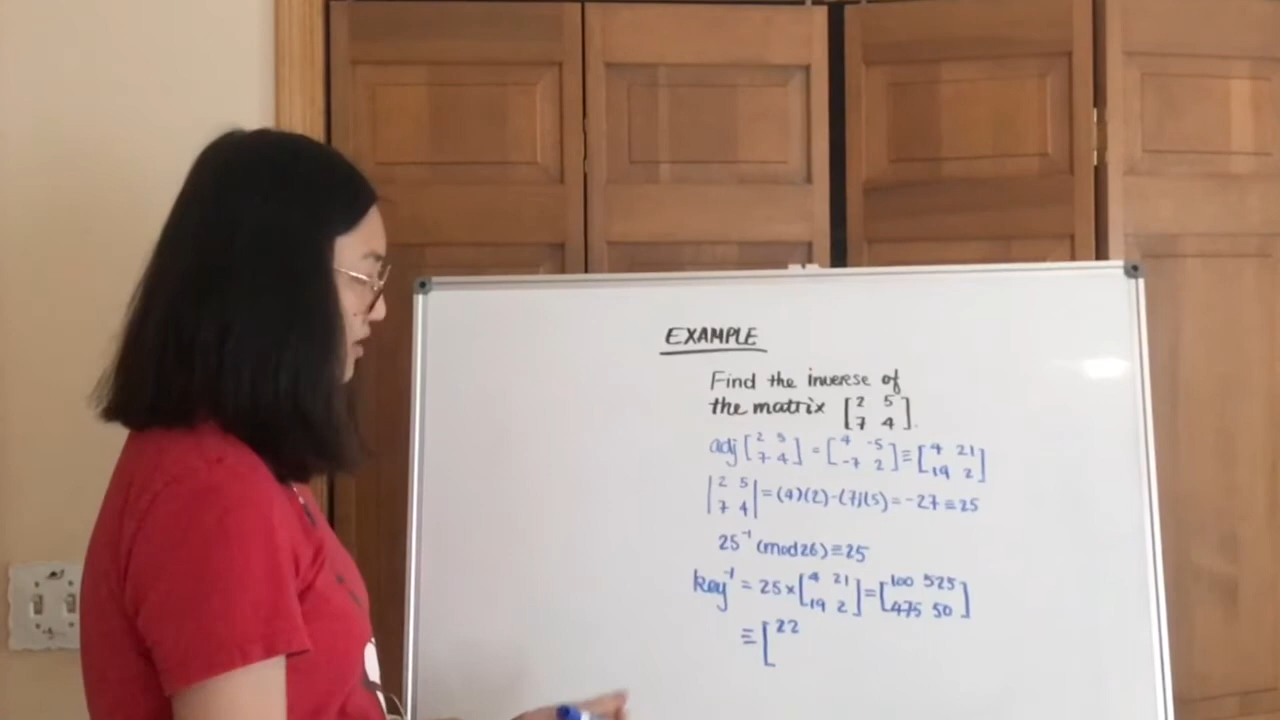 EXAMPLE
Find the inverse of
the matrix [2 5
7 4].
adj[2 5
7 4] = [4 -5
-7 2] ≡ [4 21
19 2]
|2 5
7 4| = (4)(2)-(7)(5) = -27 ≡ 25
25⁻¹ (mod 26) ≡ 25
key⁻¹ = 25 × [4 21
19 2] = [100 525
475 50]
≡ [22